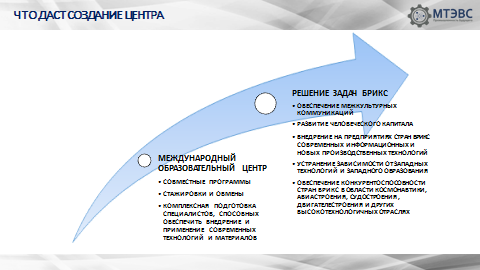 ЧТО ДАСТ СОЗДАНИЕ ЦЕНТРА
МТЭВС
РЕШЕНИЕ ЗАДАЧ БРИКС
• ОБЕСПЕЧЕНИЕ МЕЖКУЛЬТУРНЫХ
КОММУНИКАЦИЙ
• РАЗВИТИЕ ЧЕЛОВЕЧЕСКОГО КАПИТАЛА
• ВНЕДРЕНИЕ НА ПРЕДПРИЯТИЯХ СТРАН БРИКС
СОВРЕМЕННЫХ ИНФОРМАЦИОННЫХ И
НОВЫХ ПРОИЗВОДСТВЕННЫХ ТЕХНОЛОГИЙ
• УСТРАНЕНИЕ ЗАВИСИМОСТИ ОТ ЗАПАДНЫХ
ТЕХНОЛОГИЙ И ЗАПАДНОГО ОБРАЗОВАНИЯ
• ОБЕСПЕЧЕНИЕ КОНКУРЕНТОСПОСОБНОСТИ
СТРАН БРИКС В ОБЛАСТИ КОСМОНАВТИКИ,
АВИАСТРОЕНИЯ, СУДОСТРОЕНИЯ,
ДВИГАТЕЛЕСТРОЕНИЯ И ДРУГИХ
ВЫСОКОТЕХНОЛОГИЧНЫХ ОТРАСЛЯХ
МЕЖДУНАРОДНЫЙ
ОБРАЗОВАТЕЛЬНЫЙ ЦЕНТР
• СОВМЕСТНЫЕ ПРОГРАММЫ
• СТАЖИРОВКИ И ОБМЕНЫ
• КОМПЛЕКСНАЯ ПОДГОТОВКА
СПЕЦИАЛИСТОВ, СПОСОБНЫХ
ОБЕСПЕЧИТЬ ВНЕДРЕНИЕ И
ПРИМЕНЕНИЕ СОВРЕМЕННЫХ
ТЕХНОЛОГИЙ И МАТЕРИАЛОВ